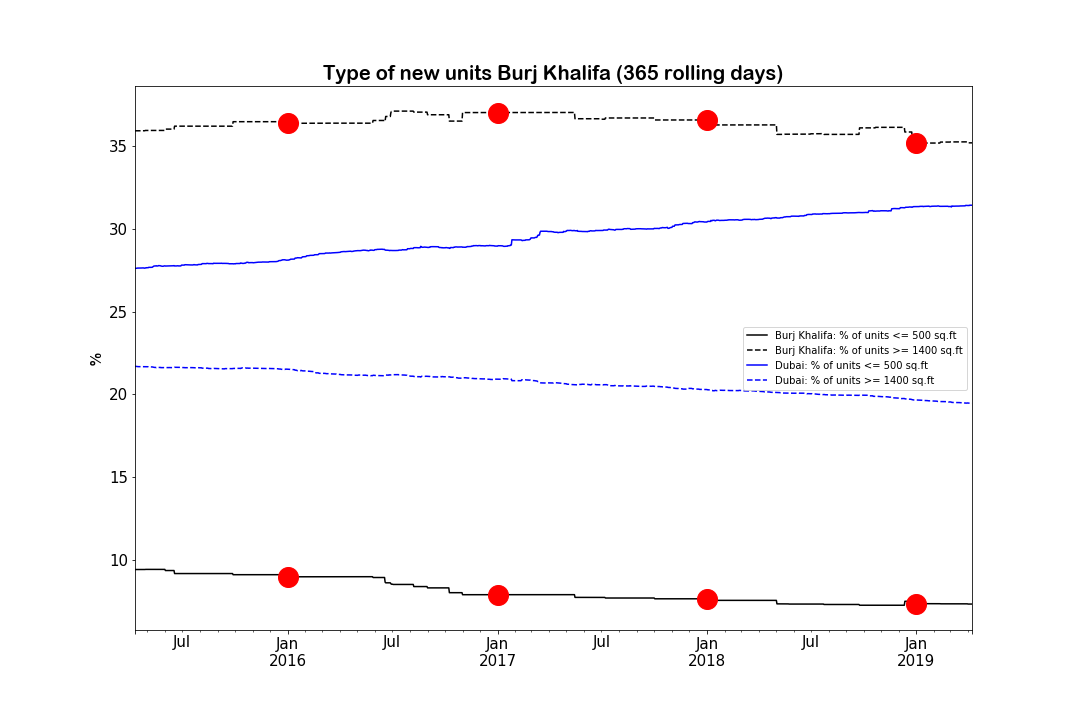 Type of new units Burj Khalifa (365 rolling days)
35
30
25
20
15
10
%
Burj Khalifa: % of units <= 500 sq.ft
Burj Khalifa: % of units >= 1400 sq.ft
Dubai: % of units <= 500 sq.ft
Dubai: % of units >= 1400 sq.ft
Jul Jan Jul Jan Jul Jan Jul Jan
2016 2017 2018 2019